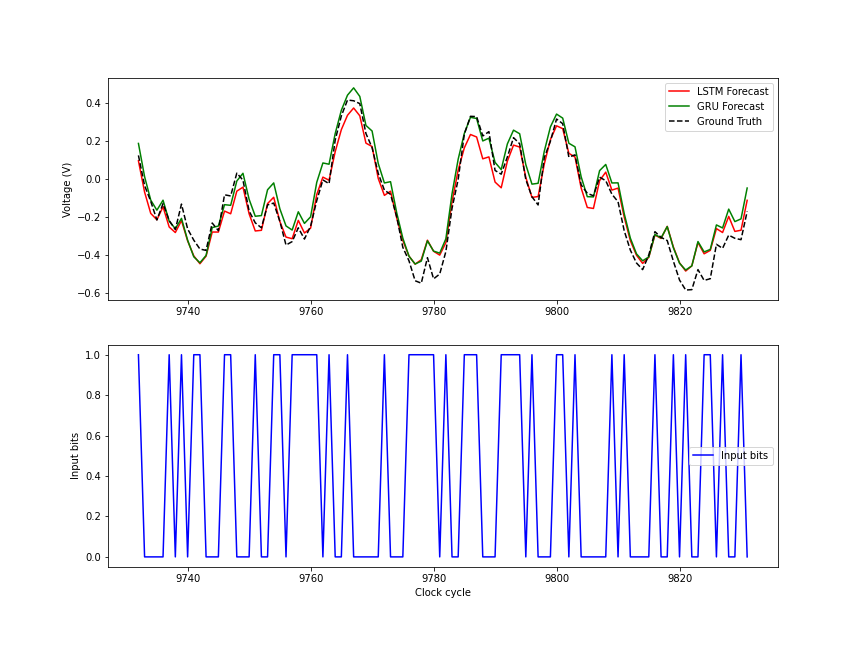 0.4
0.2
0.0
−0.2
−0.4
−0.6
Voltage (V)
LSTM Forecast
GRU Forecast
Ground Truth
9740 9760 9780 9800 9820
1.0
0.8
0.6
0.4
0.2
0.0
Input bits
Input bits
9740 9760 9780 9800 9820
Clock cycle